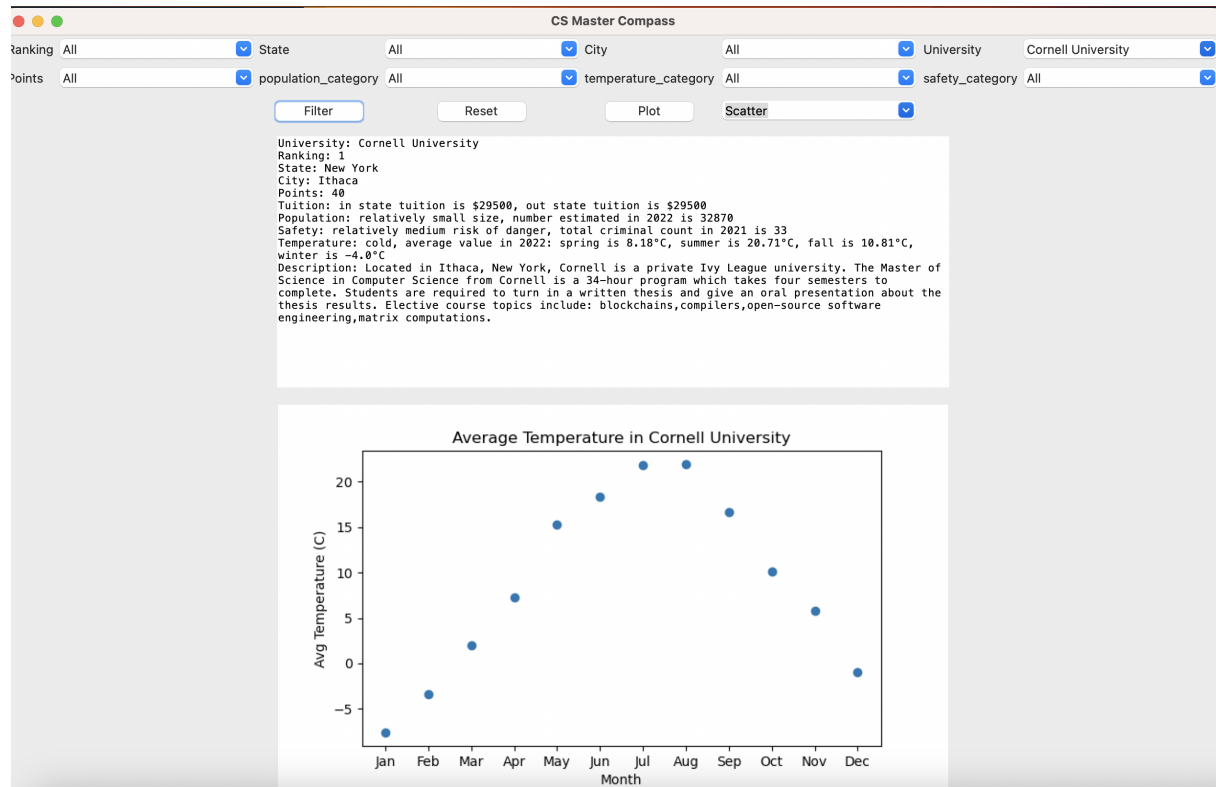 CS Master Compass
Ranking All State All City All University Cornell University
Points All population_category All temperature_category All safety_category All
Filter Reset Plot Scatter
University: Cornell University
Ranking: 1
State: New York
City: Ithaca
Points: 40
Tuition: in state tuition is $29500, out state tuition is $29500
Population: relatively small size, number estimated in 2022 is 32870
Safety: relatively medium risk of danger, total criminal count in 2021 is 33
Temperature: cold, average value in 2022: spring is 8.18°C, summer is 20.71°C, fall is 10.81°C,
winter is -4.0°C
Description: Located in Ithaca, New York, Cornell is a private Ivy League university. The Master of
Science in Computer Science from Cornell is a 34-hour program which takes four semesters to
complete. Students are required to turn in a written thesis and give an oral presentation about the
thesis results. Elective course topics include: blockchains,compilers,open-source software
engineering,matrix computations.
Average Temperature in Cornell University
Avg Temperature (C)
20
15
10
5
0
−5
Jan Feb Mar Apr May Jun Jul Aug Sep Oct Nov Dec
Month